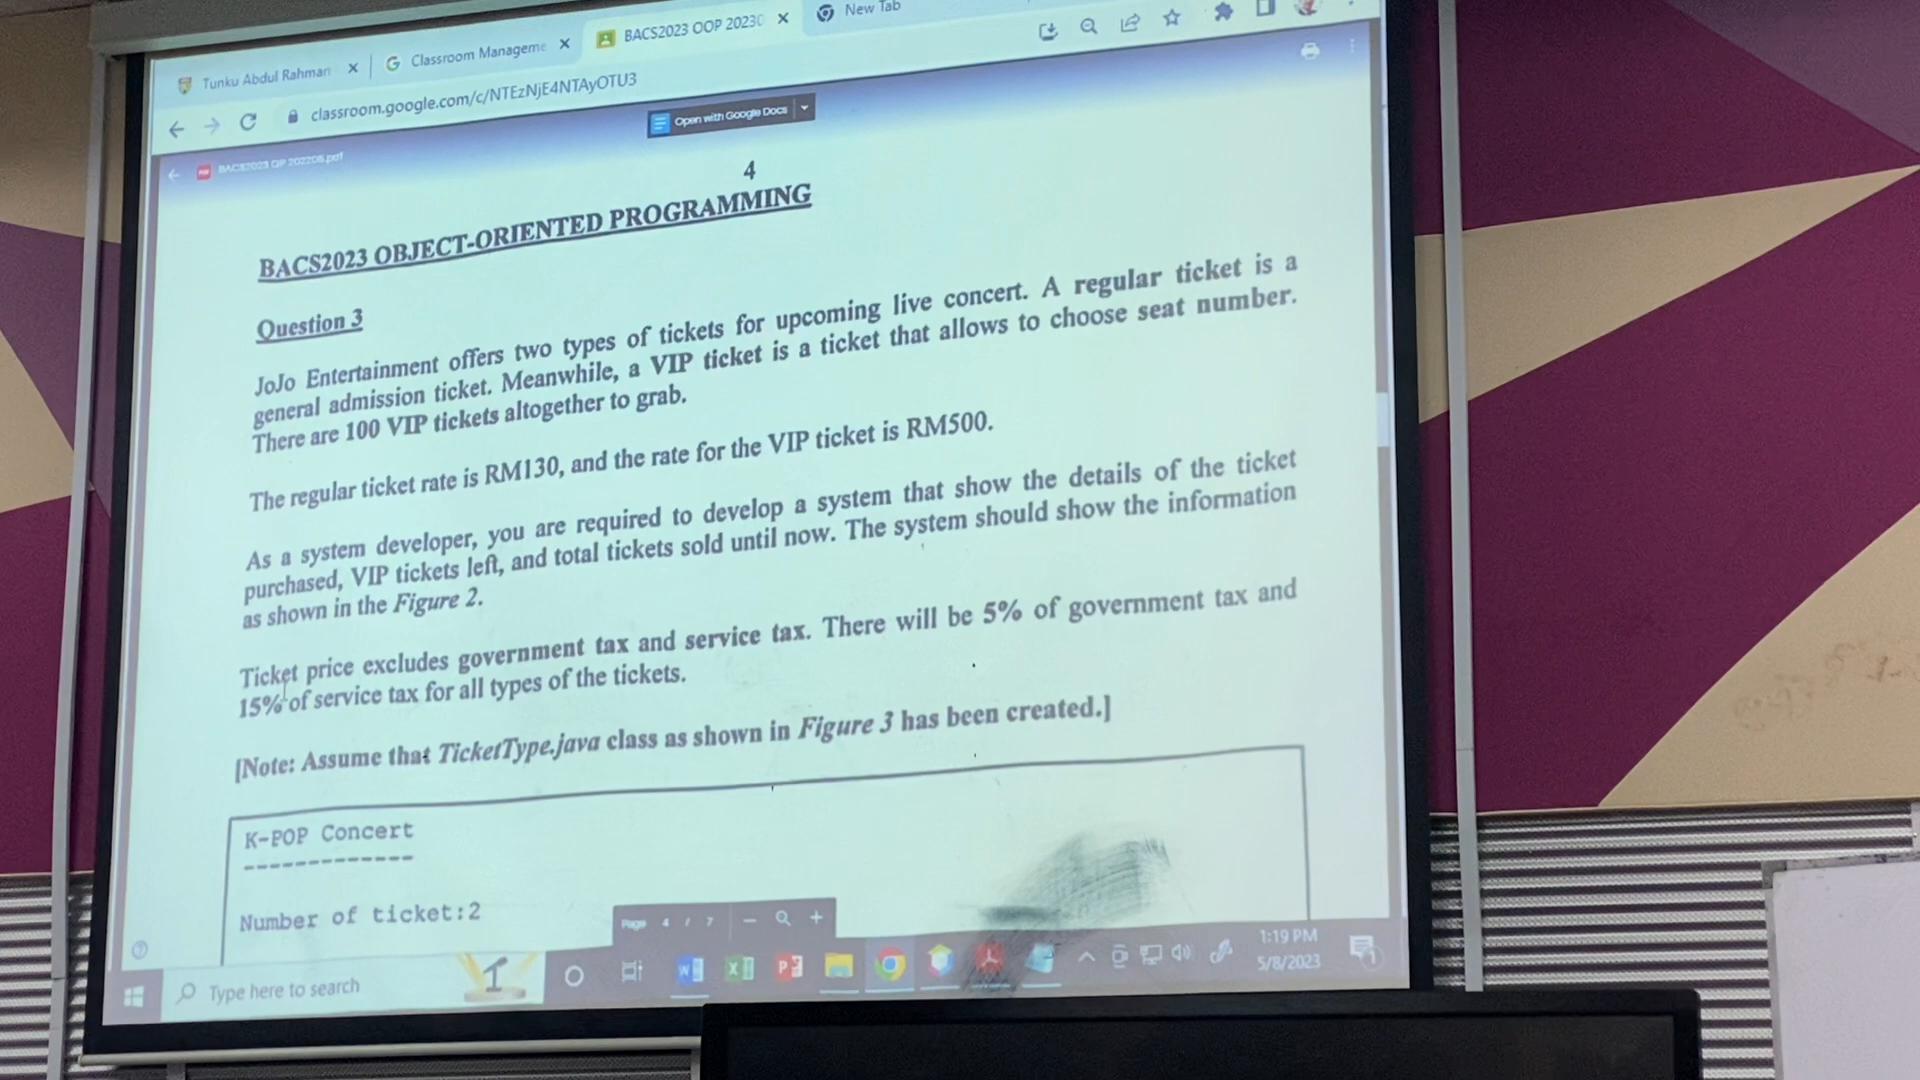 Tunku Abdul Rahman
Classroom Manageme
BACS2023 OOP 2023
New Tab
classroom.google.com/c/NTEzNjE4NTAyOTU3
Open with Google Docs
BACS2023 QP 202205.pdf
4
BACS2023 OBJECT-ORIENTED PROGRAMMING
Question 3
JoJo Entertainment offers two types of tickets for upcoming live concert. A regular ticket is a
general admission ticket. Meanwhile, a VIP ticket is a ticket that allows to choose seat number.
There are 100 VIP tickets altogether to grab.
The regular ticket rate is RM130, and the rate for the VIP ticket is RM500.
As a system developer, you are required to develop a system that show the details of the ticket
purchased, VIP tickets left, and total tickets sold until now. The system should show the information
as shown in the Figure 2.
Ticket price excludes government tax and service tax. There will be 5% of government tax and
15% of service tax for all types of the tickets.
[Note: Assume that TicketType.java class as shown in Figure 3 has been created.]
K-POP Concert
-------------
Number of ticket:2
Page 4 / 7
Type here to search
1:19 PM
5/8/2023